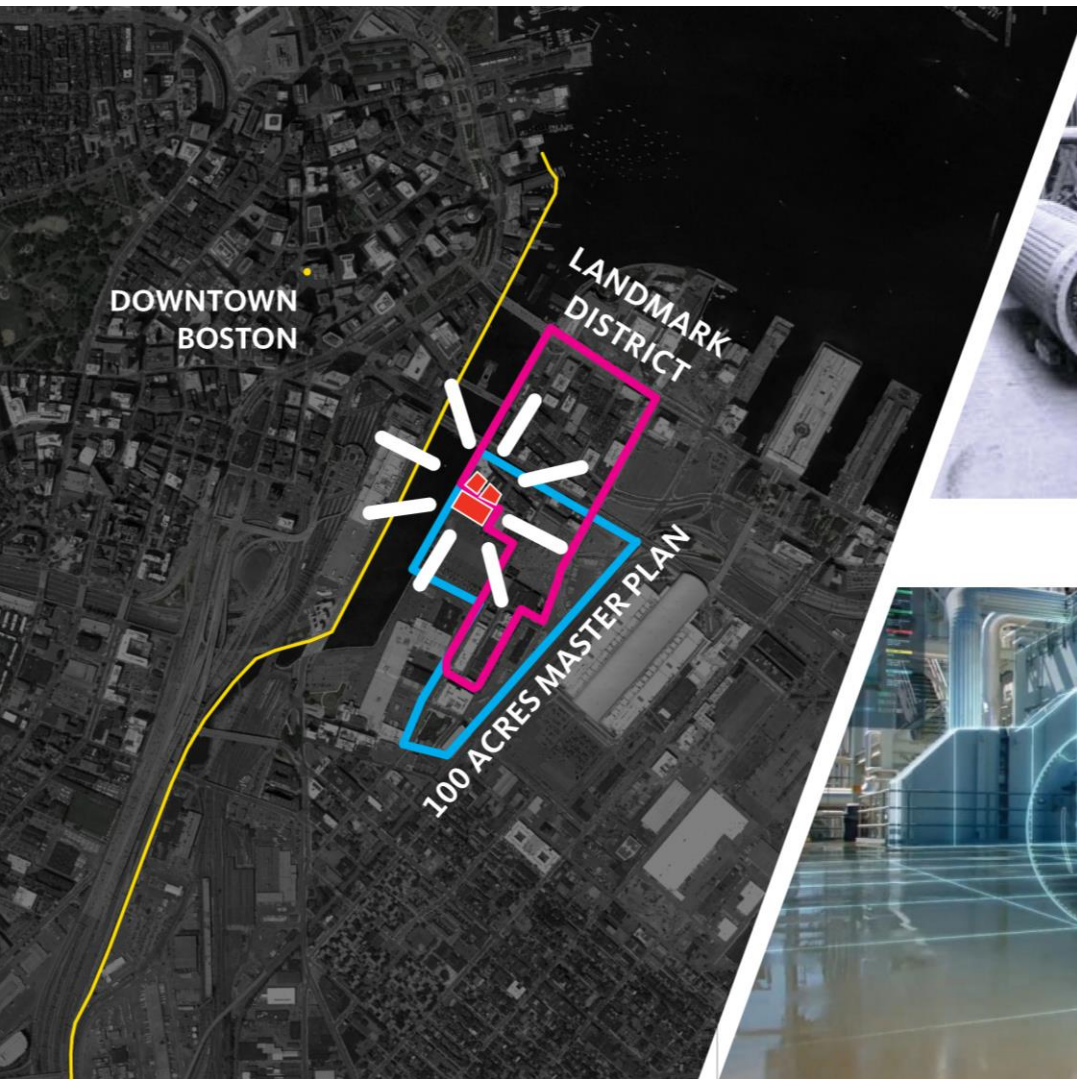 DOWNTOWN
BOSTON
LANDMARK
DISTRICT
100 ACRES MASTER PLAN